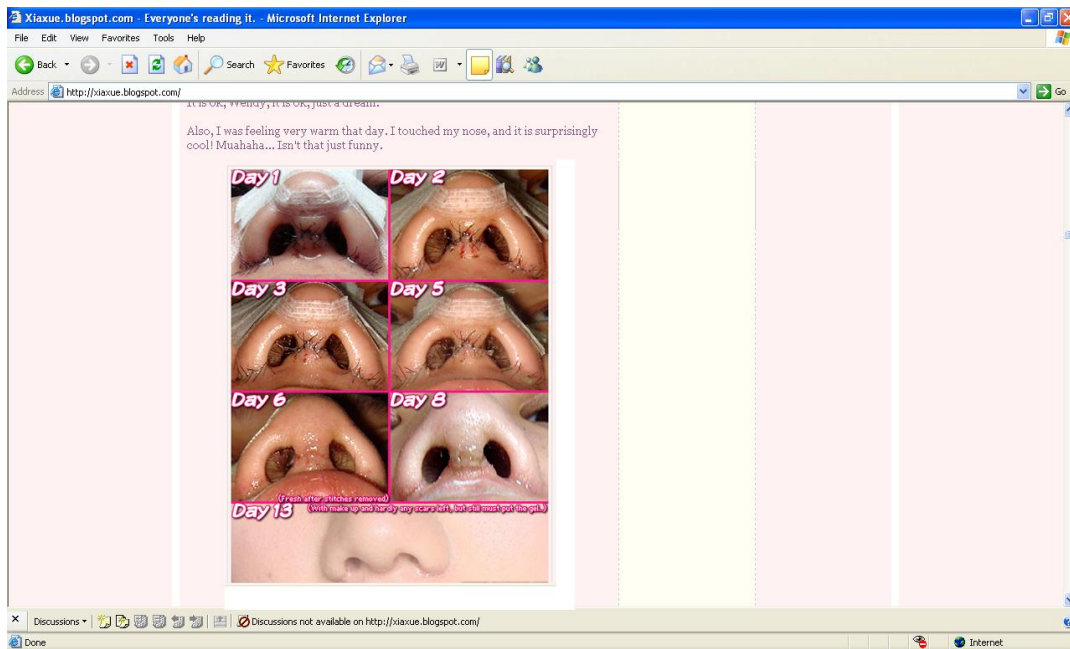 Xiaxue.blogspot.com - Everyone's reading it. - Microsoft Internet Explorer
File Edit View Favorites Tools Help
Back Search Favorites
Address http://xiaxue.blogspot.com/ Go
It is ok, Wendy, it is ok, just a dream.
Also, I was feeling very warm that day. I touched my nose, and it is surprisingly
cool! Muahaha... Isn't that just funny.
Day 1 Day 2
Day 3 Day 5
Day 6 Day 8
(Fresh after stitches removed)
Day 13 (With make up and hardly any scars left, but still must put the gel..)
Discussions Discussions not available on http://xiaxue.blogspot.com/
Done Internet